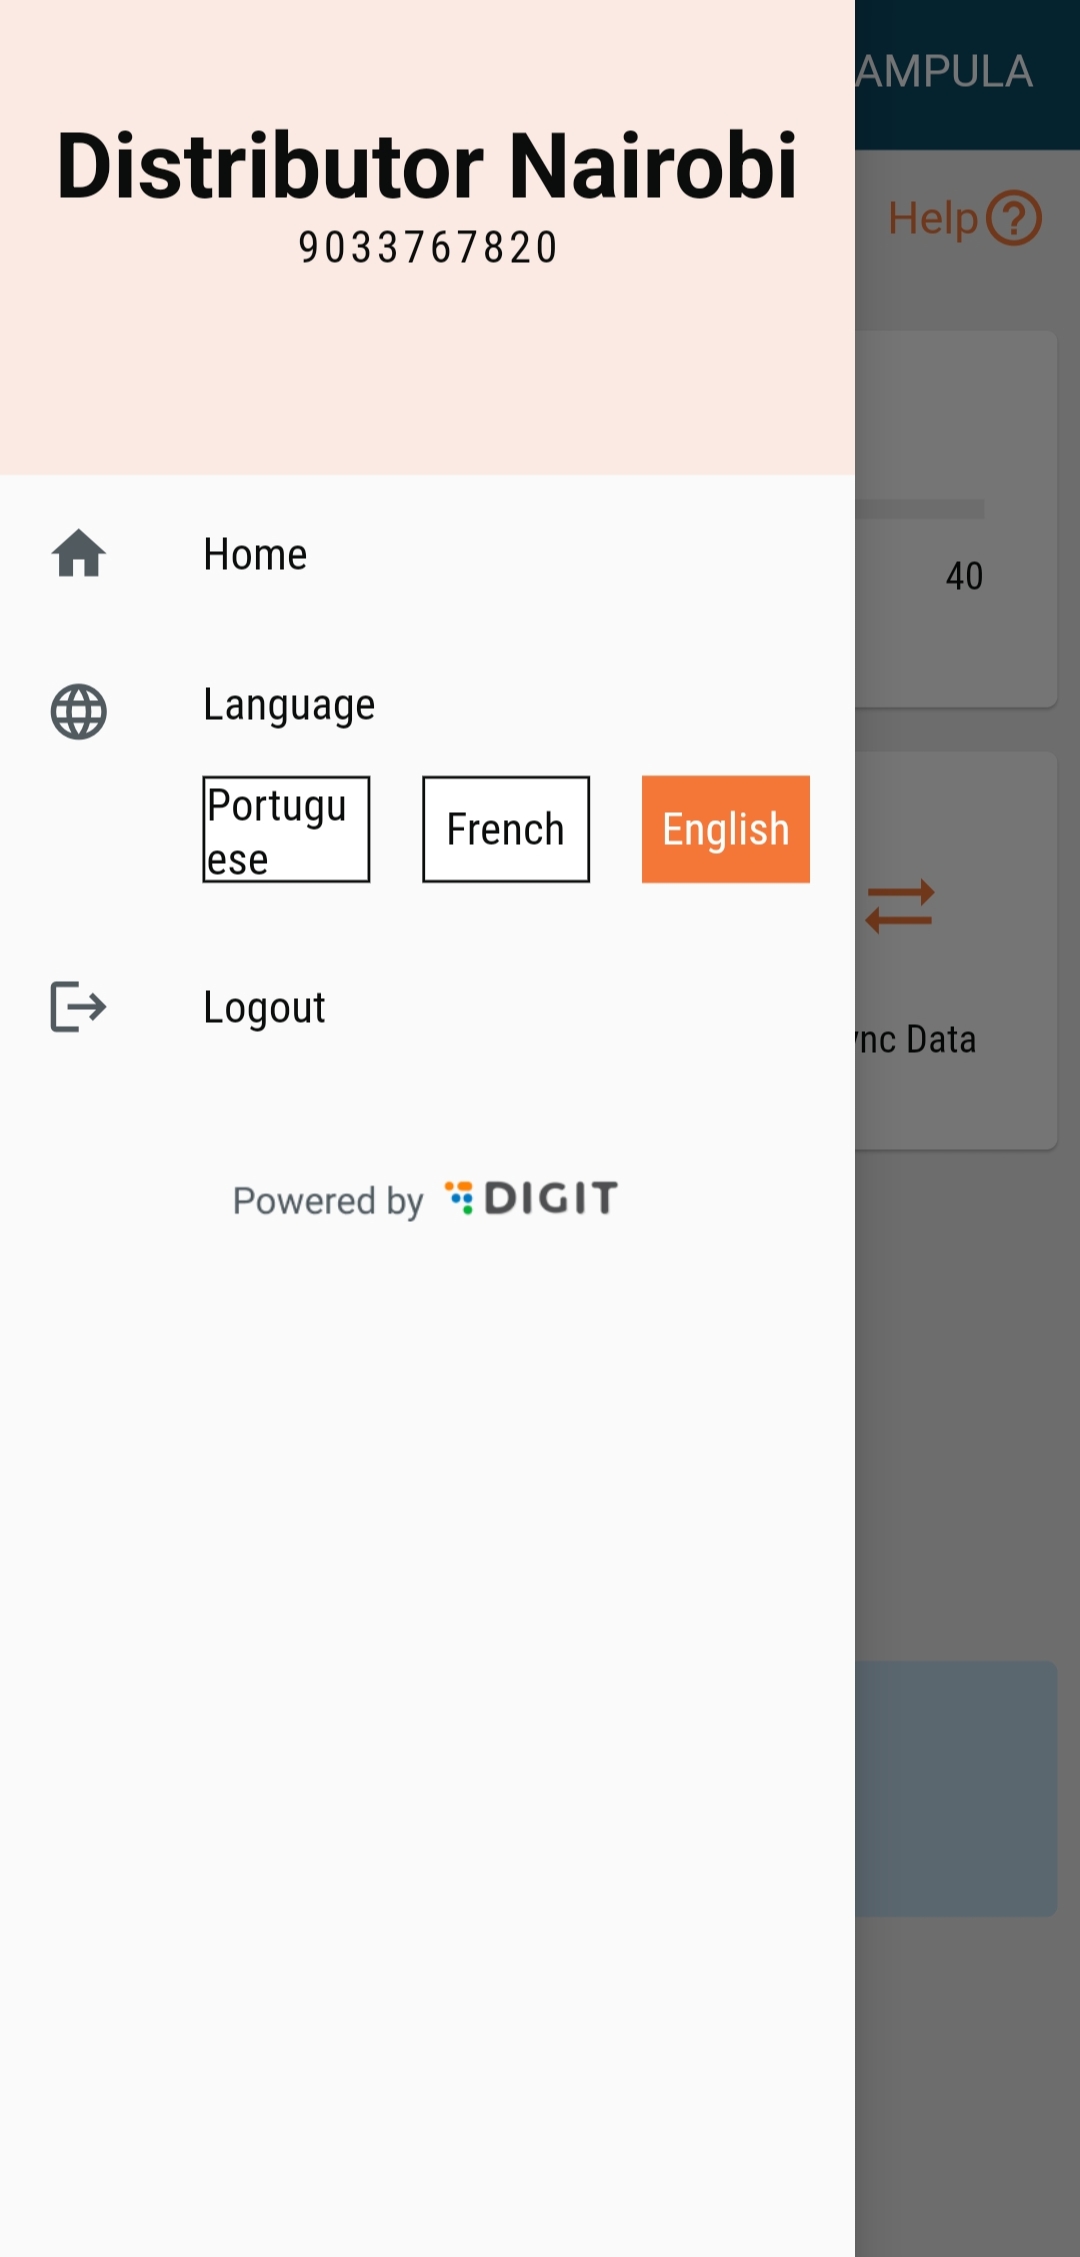 AMPULA
Distributor Nairobi
9033767820
Help
Home
40
Language
Portugu
ese
French
English
Logout
nc Data
Powered by DIGIT